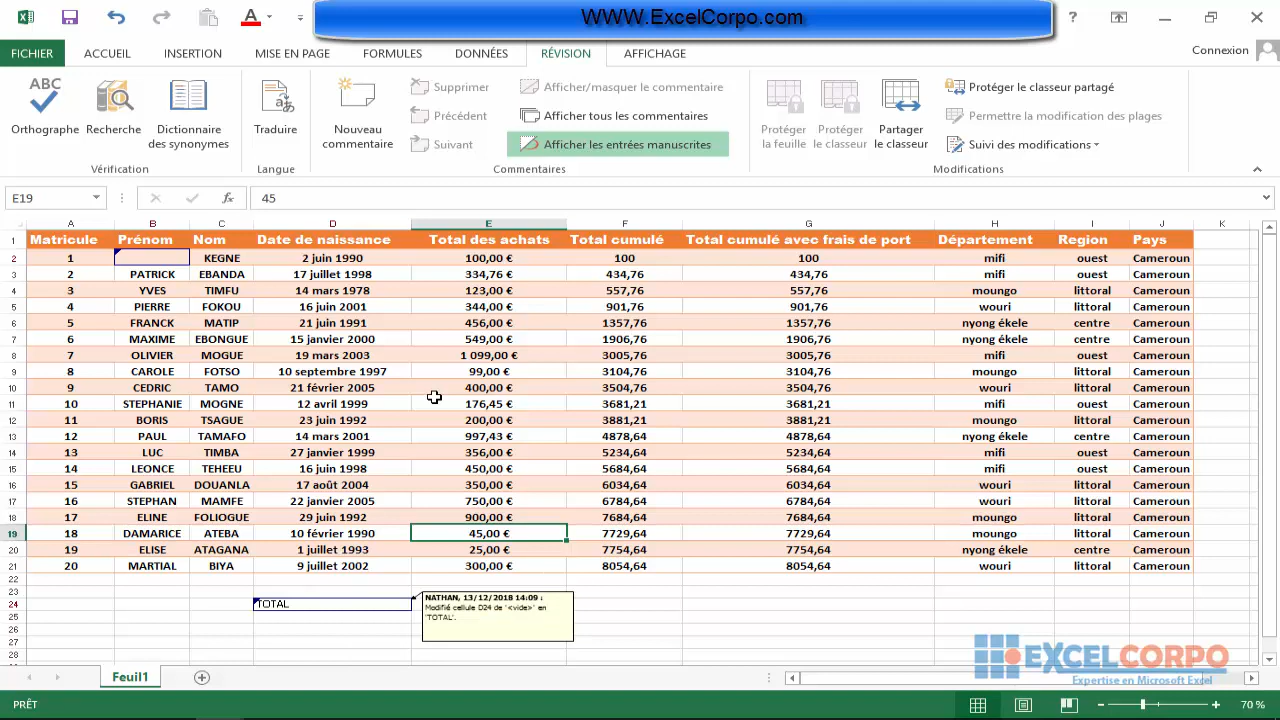 WWW.ExcelCorpo.com
FICHIER ACCUEIL INSERTION MISE EN PAGE FORMULES DONNÉES RÉVISION AFFICHAGE Connexion
ABC
Orthographe
Recherche
Dictionnaire des synonymes
Vérification
Traduire
Langue
Nouveau commentaire
Supprimer
Précédent
Suivant
Afficher/masquer le commentaire
Afficher tous les commentaires
Afficher les entrées manuscrites
Commentaires
Protéger la feuille
Protéger le classeur
Partager le classeur
Protéger le classeur partagé
Permettre la modification des plages
Suivi des modifications
Modifications
E19 fx 45
A B C D E F G H I J K
1 Matricule Prénom Nom Date de naissance Total des achats Total cumulé Total cumulé avec frais de port Département Region Pays
2 1 KEGNE 2 juin 1990 100,00 € 100 100 mifi ouest Cameroun
3 2 PATRICK EBANDA 17 juillet 1998 334,76 € 434,76 434,76 moungo littoral Cameroun
4 3 YVES TIMFU 14 mars 1978 123,00 € 557,76 557,76 moungo littoral Cameroun
5 4 PIERRE FOKOU 16 juin 2001 344,00 € 901,76 901,76 wouri littoral Cameroun
6 5 FRANCK MATIP 21 juin 1991 456,00 € 1357,76 1357,76 nyong ékele centre Cameroun
7 6 MAXIME EBONGUE 15 janvier 2000 549,00 € 1906,76 1906,76 nyong ékele centre Cameroun
8 7 OLIVIER MOGUE 19 mars 2003 1 099,00 € 3005,76 3005,76 mifi ouest Cameroun
9 8 CAROLE FOTSO 10 septembre 1997 99,00 € 3104,76 3104,76 moungo littoral Cameroun
10 9 CEDRIC TAMO 21 février 2005 400,00 € 3504,76 3504,76 wouri littoral Cameroun
11 10 STEPHANIE MOGNE 12 avril 1999 176,45 € 3681,21 3681,21 mifi ouest Cameroun
12 11 BORIS TSAGUE 23 juin 1992 200,00 € 3881,21 3881,21 moungo littoral Cameroun
13 12 PAUL TAMAFO 14 mars 2001 997,43 € 4878,64 4878,64 nyong ékele centre Cameroun
14 13 LUC TIMBA 27 janvier 1999 356,00 € 5234,64 5234,64 mifi ouest Cameroun
15 14 LEONCE TEHEEU 16 juin 1998 450,00 € 5684,64 5684,64 mifi ouest Cameroun
16 15 GABRIEL DOUANLA 17 août 2004 350,00 € 6034,64 6034,64 wouri littoral Cameroun
17 16 STEPHAN MAMFE 22 janvier 2005 750,00 € 6784,64 6784,64 wouri littoral Cameroun
18 17 ELINE FOLIOGUE 29 juin 1992 900,00 € 7684,64 7684,64 moungo littoral Cameroun
19 18 DAMARICE ATEBA 10 février 1990 45,00 € 7729,64 7729,64 moungo littoral Cameroun
20 19 ELISE ATAGANA 1 juillet 1993 25,00 € 7754,64 7754,64 nyong ékele centre Cameroun
21 20 MARTIAL BIYA 9 juillet 2002 300,00 € 8054,64 8054,64 wouri littoral Cameroun
22
23
24 TOTAL
25
26
27
28
NATHAN, 13/12/2018 14:09 :
Modifié cellule D24 de '<vide>' en
'TOTAL'.
EXCELCORPO
Expertise en Microsoft Excel
Feuil1
PRÊT 70 %